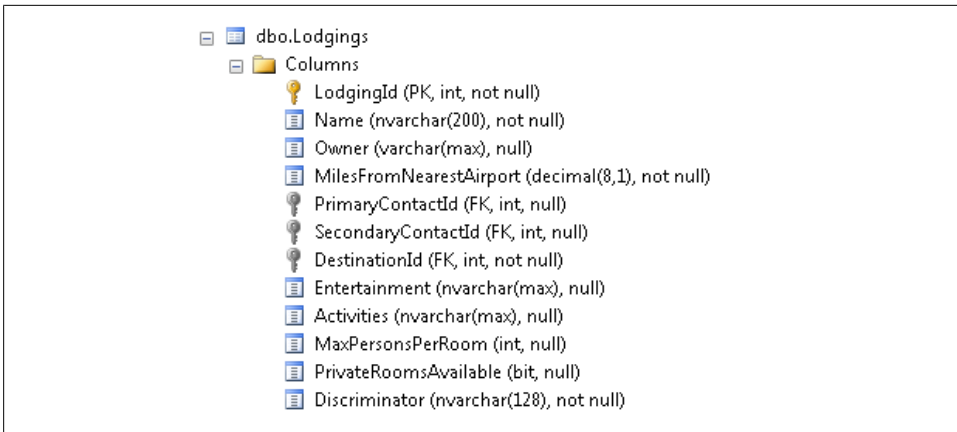 dbo.Lodgings
Columns
LodgingId (PK, int, not null)
Name (nvarchar(200), not null)
Owner (varchar(max), null)
MilesFromNearestAirport (decimal(8,1), not null)
PrimaryContactId (FK, int, null)
SecondaryContactId (FK, int, null)
DestinationId (FK, int, not null)
Entertainment (nvarchar(max), null)
Activities (nvarchar(max), null)
MaxPersonsPerRoom (int, null)
PrivateRoomsAvailable (bit, null)
Discriminator (nvarchar(128), not null)